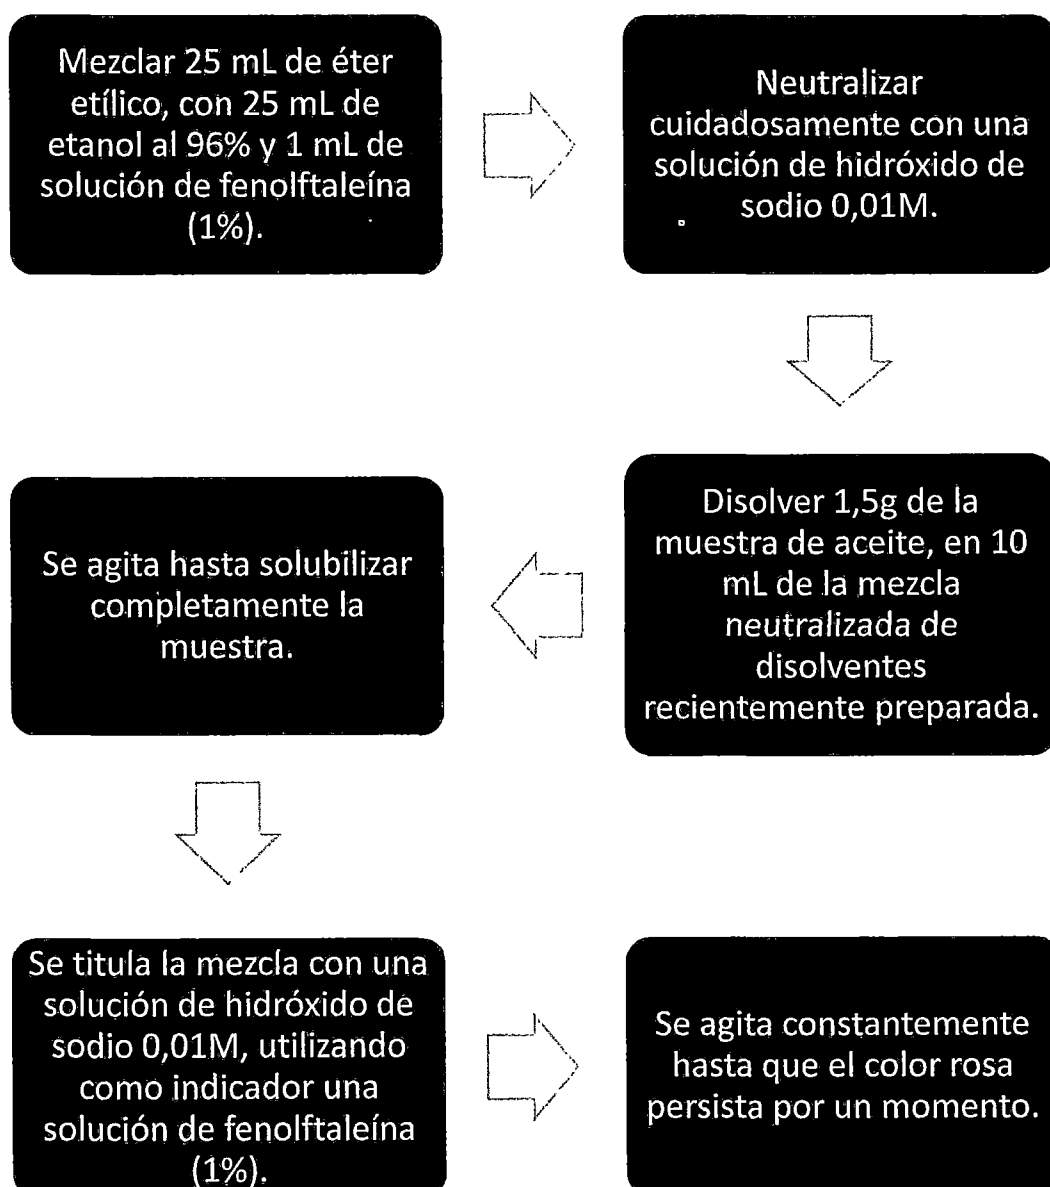 Mezclar 25 mL de éter
etílico, con 25 mL de
etanol al 96% y 1 mL de
solución de fenolftaleína
(1%).
Neutralizar
cuidadosamente con una
solución de hidróxido de
sodio 0,01M.
Disolver 1,5g de la
muestra de aceite, en 10
mL de la mezcla
neutralizada de
disolventes
recientemente preparada.
Se agita hasta solubilizar
completamente la
muestra.
Se titula la mezcla con una
solución de hidróxido de
sodio 0,01M, utilizando
como indicador una
solución de fenolftaleína
(1%).
Se agita constantemente
hasta que el color rosa
persista por un momento.